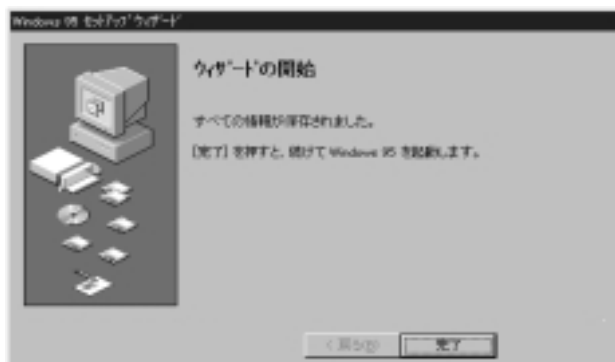 Windows 95 セットアップ ウィザード
ウィザードの開始
すべての情報が保存されました。
[完了] を押すと、続けて Windows 95 を起動します。
< 戻る(B)
完了